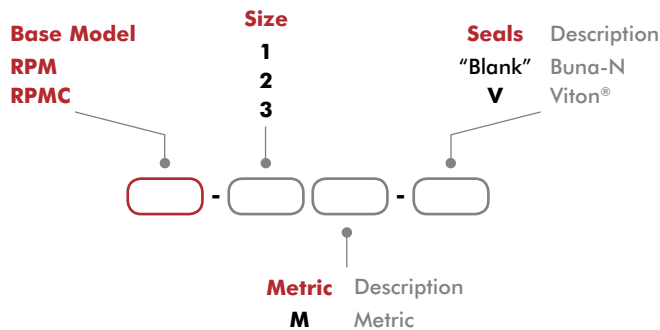 Base Model
RPM
RPMC
Size
1
2
3
Seals Description
"Blank" Buna-N
V Viton®
- -
Metric Description
M Metric